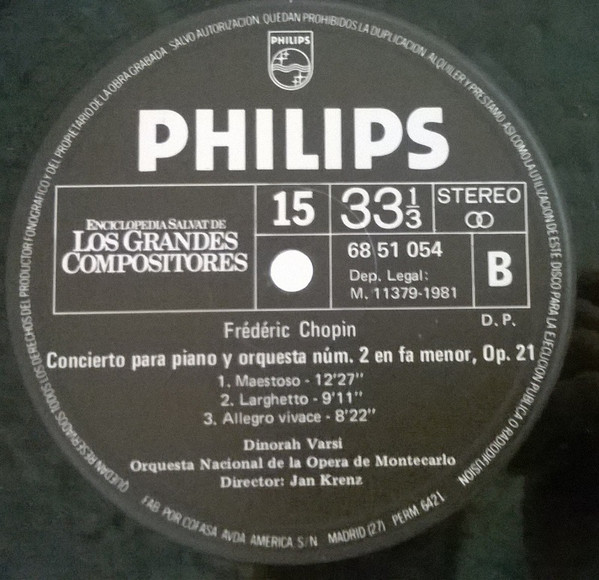 QUEDAN RESERVADOS TODOS LOS DERECHOS DEL PRODUCTOR FONOGRAFICO Y DEL PROPIETARIO DE LA OBRA GRABADA. SALVO AUTORIZACION, QUEDAN PROHIBIDOS LA DUPLICACION, ALQUILER Y PRESTAMO, ASI COMO LA UTILIZACION DE ESTE DISCO PARA LA EJECUCION PUBLICA O RADIODIFUSION
PHILIPS
PHILIPS
ENCICLOPEDIA SALVAT DE
LOS GRANDES
COMPOSITORES
15
33 1/3
STEREO
68 51 054
Dep. Legal:
M. 11379-1981
B
D.P.
Frédéric Chopin
Concierto para piano y orquesta núm. 2 en fa menor, Op. 21
1. Maestoso - 12'27"
2. Larghetto - 9'11"
3. Allegro vivace - 8'22"
Dinorah Varsi
Orquesta Nacional de la Opera de Montecarlo
Director: Jan Krenz
FAB. POR COFASA. AVDA. AMERICA, S/N MADRID (27) PERM 6421